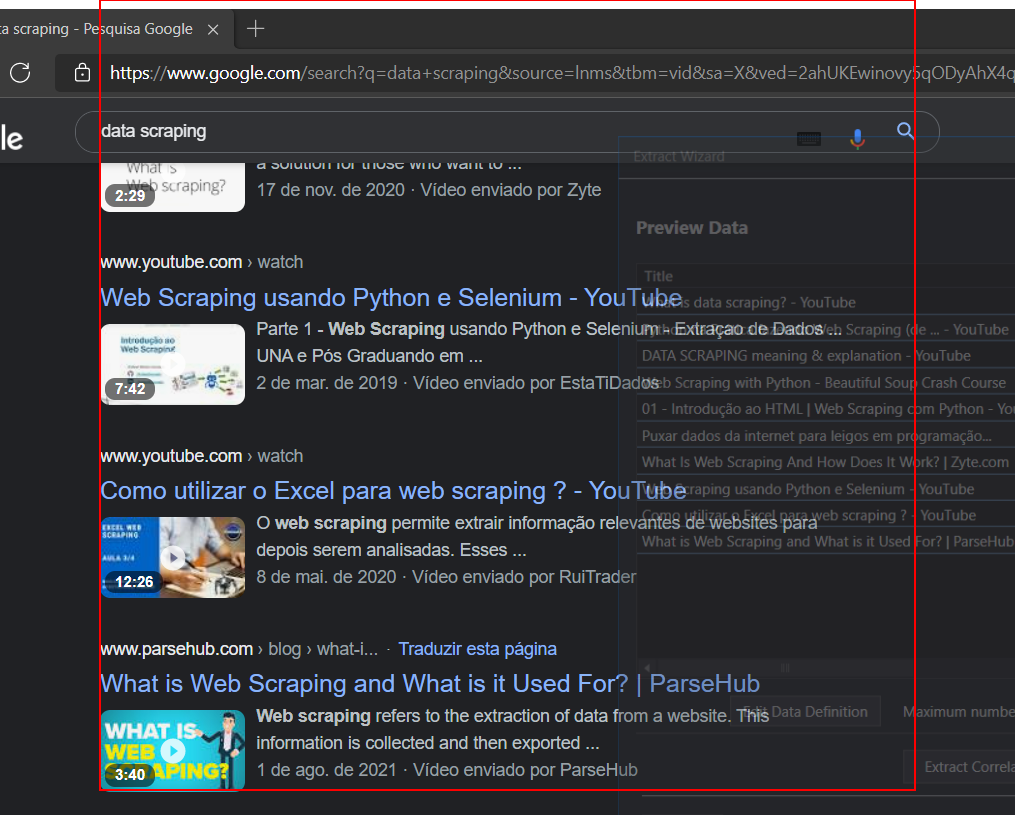 ta scraping - Pesquisa Google
https://www.google.com/search?q=data+scraping&source=lnms&tbm=vid&sa=X&ved=2ahUKEwinovy5qODyAhX4q
le
data scraping
a solution for those who want to ...
What is
Web scraping?
2:29
17 de nov. de 2020 · Vídeo enviado por Zyte
www.youtube.com › watch
Web Scraping usando Python e Selenium - YouTube
Parte 1 - Web Scraping usando Python e Selenium - Extraçao de Dados ...
UNA e Pós Graduando em ...
2 de mar. de 2019 · Vídeo enviado por EstaTiDados
Introdução ao
Web Scraping
7:42
www.youtube.com › watch
Como utilizar o Excel para web scraping ? - YouTube
O web scraping permite extrair informação relevantes de websites para
depois serem analisadas. Esses ...
8 de mai. de 2020 · Vídeo enviado por RuiTrader
EXCEL WEB
SCRAPING
AULA 3/4
12:26
www.parsehub.com › blog › what-i... · Traduzir esta página
What is Web Scraping and What is it Used For? | ParseHub
Web scraping refers to the extraction of data from a website. This
information is collected and then exported ...
1 de ago. de 2021 · Vídeo enviado por ParseHub
WHAT IS
WEB
SCRAPING?
3:40
Extract Wizard
Preview Data
Title
What is data scraping? - YouTube
Web Scraping (de ... - YouTube
DATA SCRAPING meaning & explanation - YouTube
Web Scraping with Python - Beautiful Soup Crash Course
01 - Introdução ao HTML | Web Scraping com Python - Yo
Puxar dados da internet para leigos em programação...
What Is Web Scraping And How Does It Work? | Zyte.com
Web Scraping usando Python e Selenium - YouTube
Como utilizar o Excel para web scraping ? - YouTube
What is Web Scraping and What is it Used For? | ParseHub
Edit Data Definition
Maximum numbe
Extract Correla